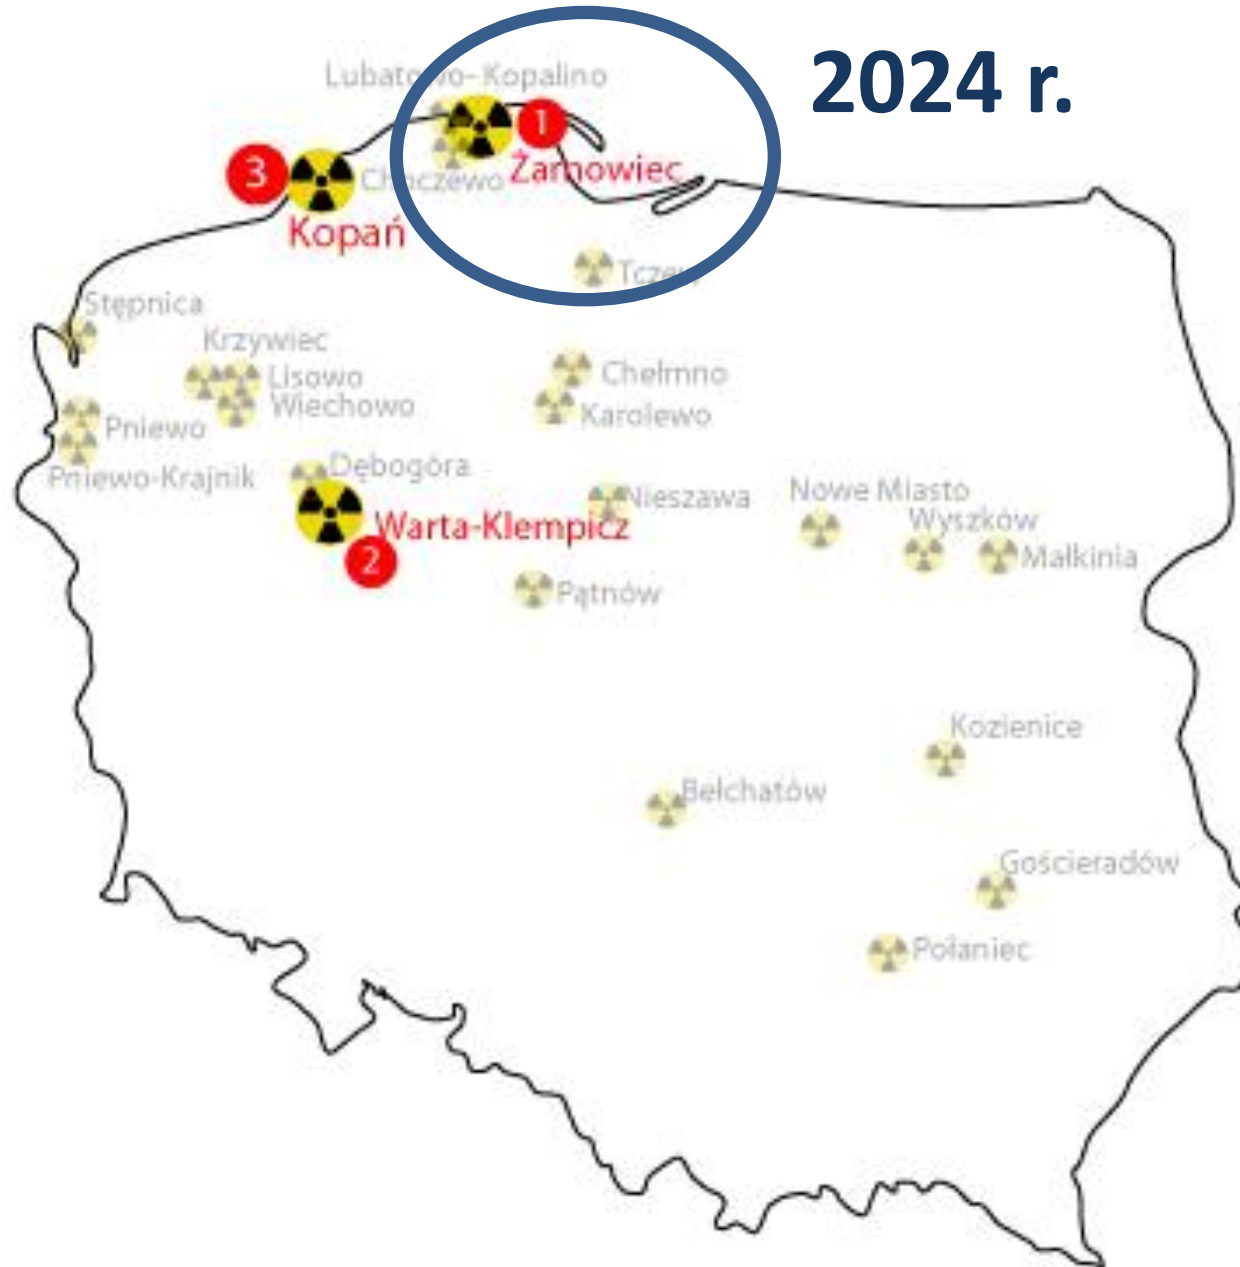 2024 r.
Lubatowo- Kopalino
1
Żarnowiec
3
Choczewo
Kopań
Tczew
Stępnica
Krzywiec
Lisowo
Wiechowo
Chełmno
Karolewo
Pniewo
Pniewo-Krajnik
Dębogóra
Nieszawa
Nowe Miasto
Wyszków
Małkinia
Warta-Klempicz
2
Pątnów
Kozienice
Bełchatów
Gościeradów
Połaniec